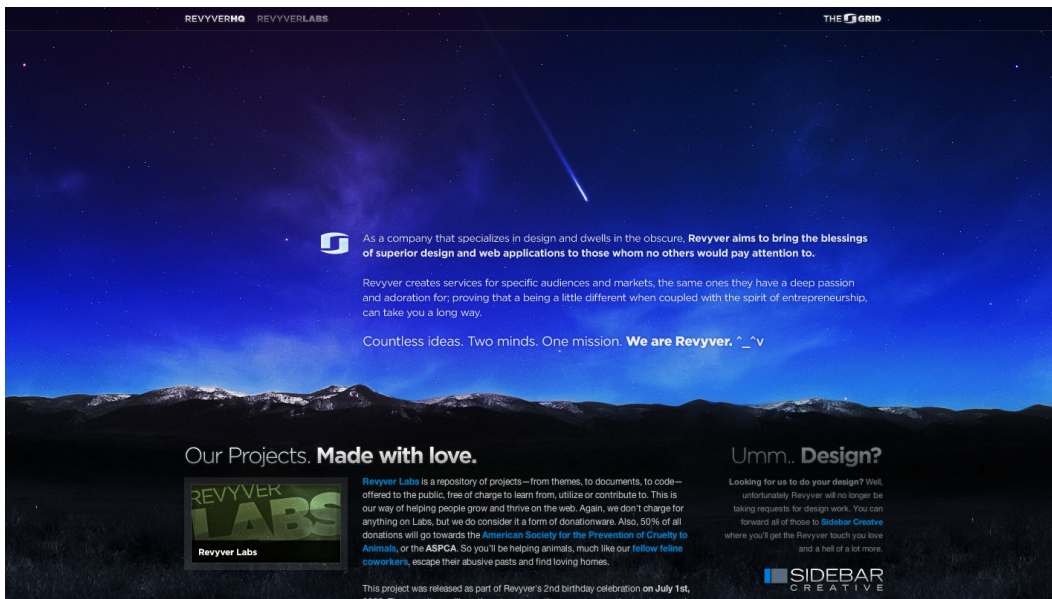 REVYVERHQ REVYVERLABS THE GRID
As a company that specializes in design and dwells in the obscure, Revyver aims to bring the blessings
of superior design and web applications to those whom no others would pay attention to.
Revyver creates services for specific audiences and markets, the same ones they have a deep passion
and adoration for; proving that a being a little different when coupled with the spirit of entrepreneurship,
can take you a long way.
Countless ideas. Two minds. One mission. We are Revyver. ^_^v
Our Projects. Made with love.
REVYVER
LABS
Revyver Labs
Revyver Labs is a repository of projects—from themes, to documents, to code—
offered to the public, free of charge to learn from, utilize or contribute to. This is
our way of helping people grow and thrive on the web. Again, we don't charge for
anything on Labs, but we do consider it a form of donationware. Also, 50% of all
donations will go towards the American Society for the Prevention of Cruelty to
Animals, or the ASPCA. So you'll be helping animals, much like our fellow feline
coworkers, escape their abusive pasts and find loving homes.
This project was released as part of Revyver's 2nd birthday celebration on July 1st,
Umm.. Design?
Looking for us to do your design? Well,
unfortunately Revyver will no longer be
taking requests for design work. You can
forward all of those to Sidebar Creatve
where you'll get the Revyver touch you love
and a hell of a lot more.
SIDEBAR
CREATIVE